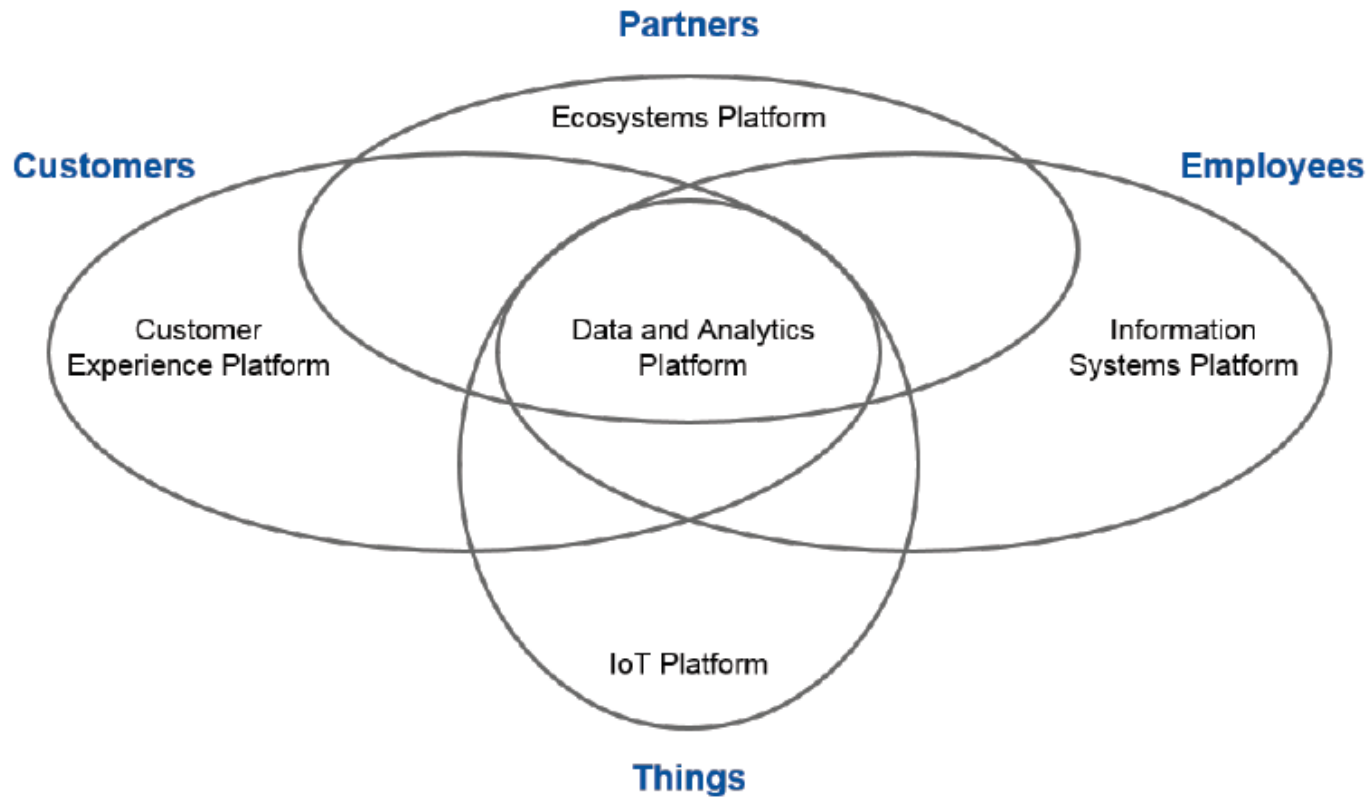 Partners
Ecosystems Platform
Customers
Employees
Customer
Experience Platform
Data and Analytics
Platform
Information
Systems Platform
IoT Platform
Things